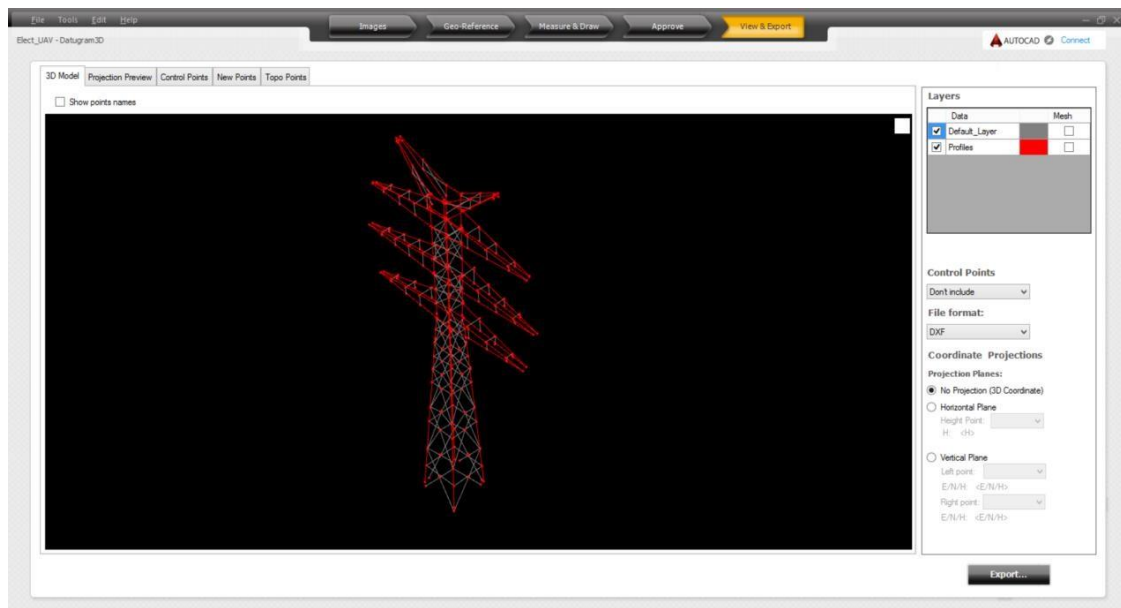 File Tools Edit Help
Images Geo-Reference Measure & Draw Approve View & Export
Elect_UAV - Datugram3D
AUTOCAD Connect
3D Model Projection Preview Control Points New Points Topo Points
Show points names
Layers
Data Mesh
Default_Layer
Profiles
Control Points
Don't include
File format:
DXF
Coordinate Projections
Projection Planes:
No Projection (3D Coordinate)
Horizontal Plane
Height Point:
H: <H>
Vertical Plane
Left point:
E/N/H: <E/N/H>
Right point:
E/N/H: <E/N/H>
Export...